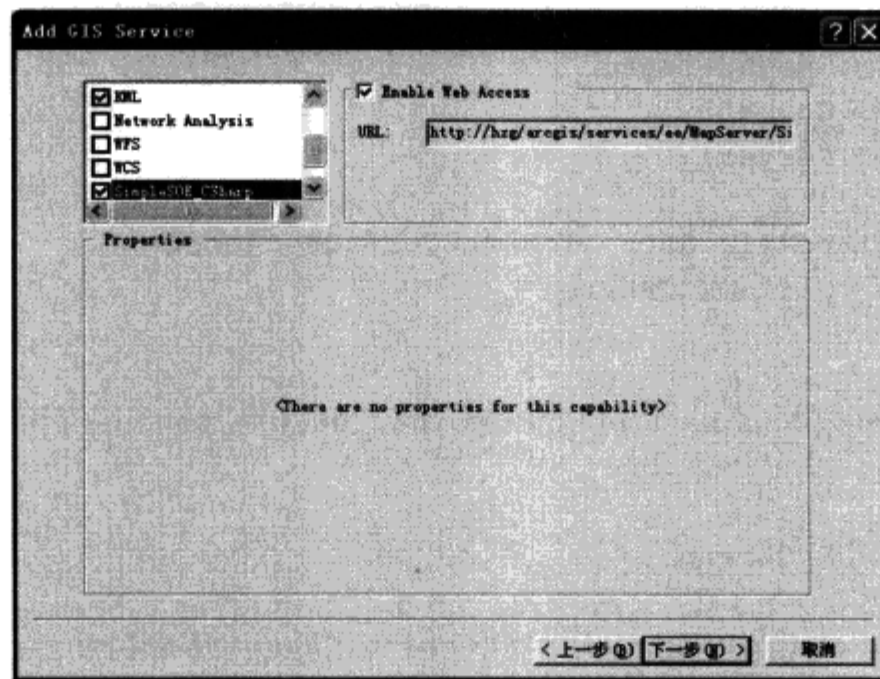 Add GIS Service
KML
Network Analysis
WFS
WCS
SimpleSOE_CSharp
Enable Web Access
URL:
http://hzg/arcgis/services/ee/MapServer/Si
Properties
<There are no properties for this capability>
< 上一步(B)
下一步(N) >
取消